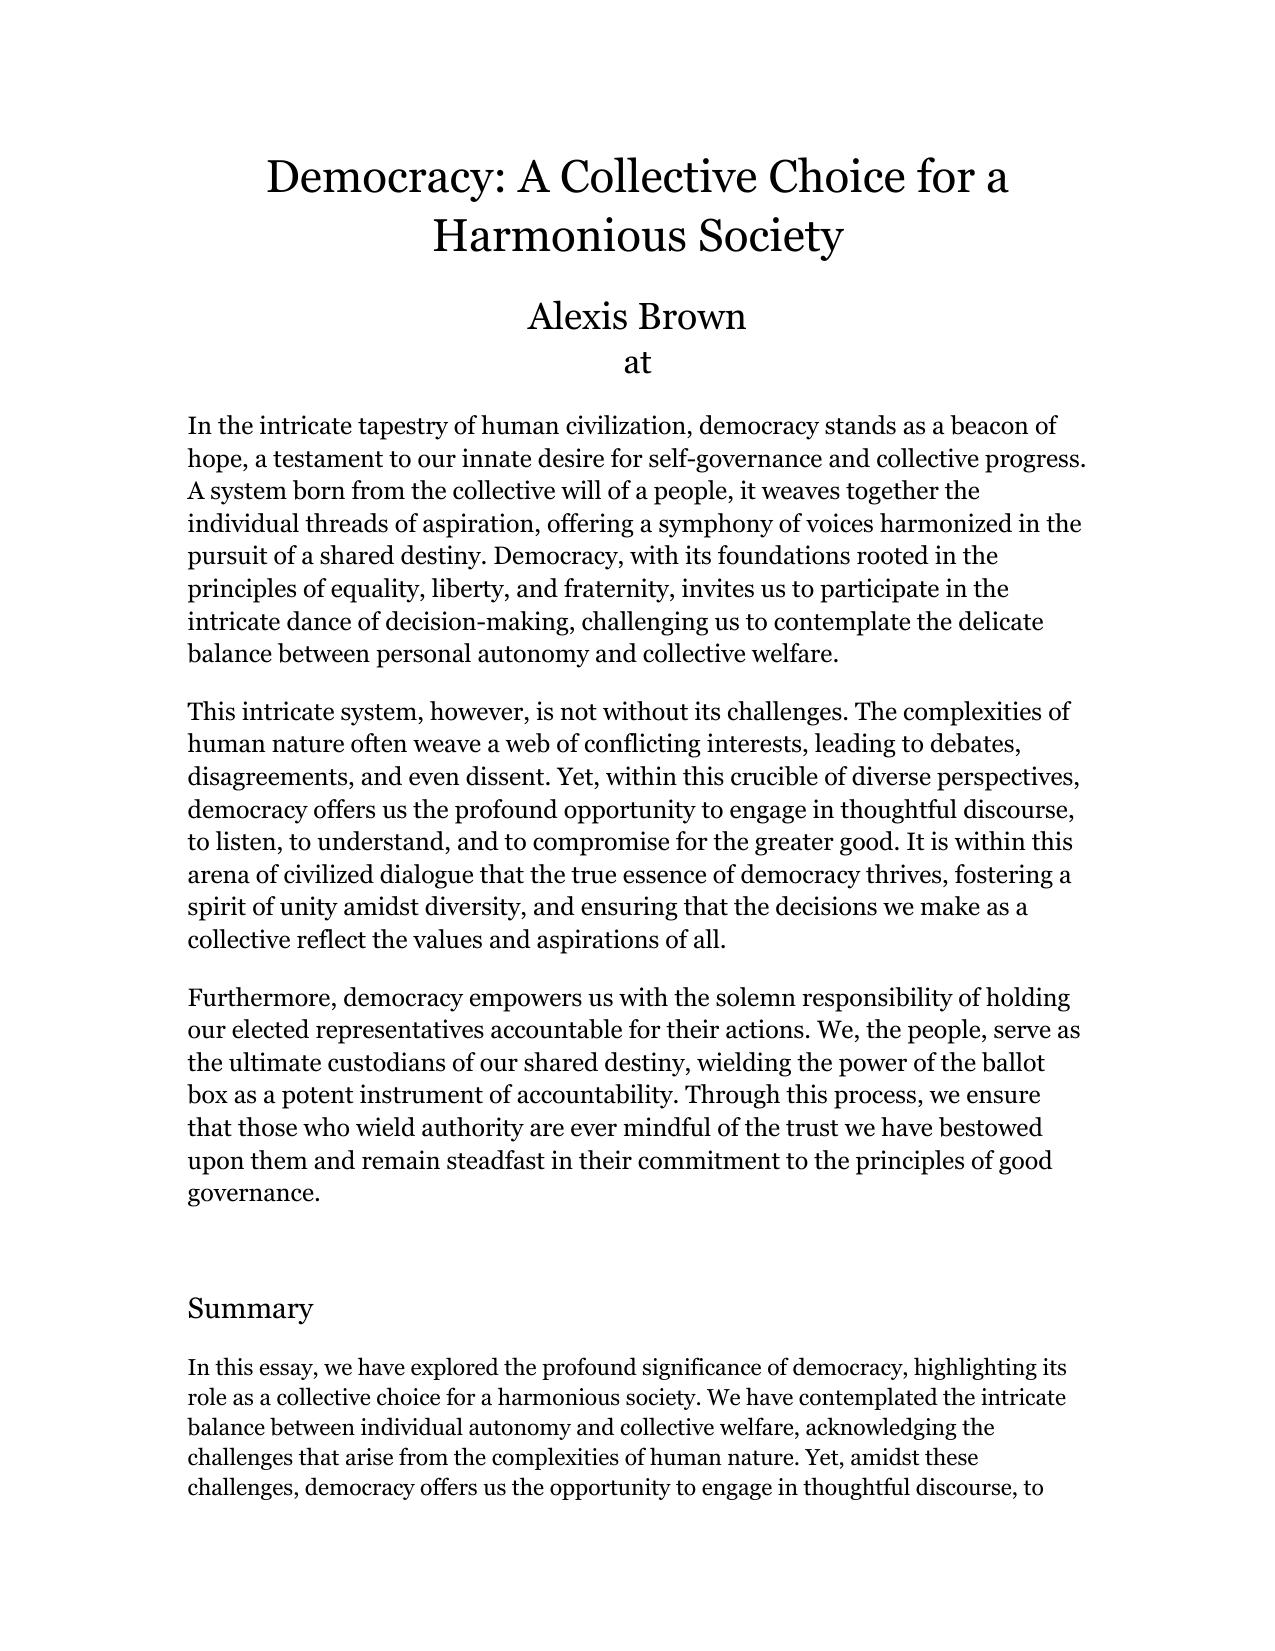 Democracy: A Collective Choice for a
Harmonious Society
Alexis Brown
at
In the intricate tapestry of human civilization, democracy stands as a beacon of
hope, a testament to our innate desire for self-governance and collective progress.
A system born from the collective will of a people, it weaves together the
individual threads of aspiration, offering a symphony of voices harmonized in the
pursuit of a shared destiny. Democracy, with its foundations rooted in the
principles of equality, liberty, and fraternity, invites us to participate in the
intricate dance of decision-making, challenging us to contemplate the delicate
balance between personal autonomy and collective welfare.
This intricate system, however, is not without its challenges. The complexities of
human nature often weave a web of conflicting interests, leading to debates,
disagreements, and even dissent. Yet, within this crucible of diverse perspectives,
democracy offers us the profound opportunity to engage in thoughtful discourse,
to listen, to understand, and to compromise for the greater good. It is within this
arena of civilized dialogue that the true essence of democracy thrives, fostering a
spirit of unity amidst diversity, and ensuring that the decisions we make as a
collective reflect the values and aspirations of all.
Furthermore, democracy empowers us with the solemn responsibility of holding
our elected representatives accountable for their actions. We, the people, serve as
the ultimate custodians of our shared destiny, wielding the power of the ballot
box as a potent instrument of accountability. Through this process, we ensure
that those who wield authority are ever mindful of the trust we have bestowed
upon them and remain steadfast in their commitment to the principles of good
governance.
Summary
In this essay, we have explored the profound significance of democracy, highlighting its
role as a collective choice for a harmonious society. We have contemplated the intricate
balance between individual autonomy and collective welfare, acknowledging the
challenges that arise from the complexities of human nature. Yet, amidst these
challenges, democracy offers us the opportunity to engage in thoughtful discourse, to